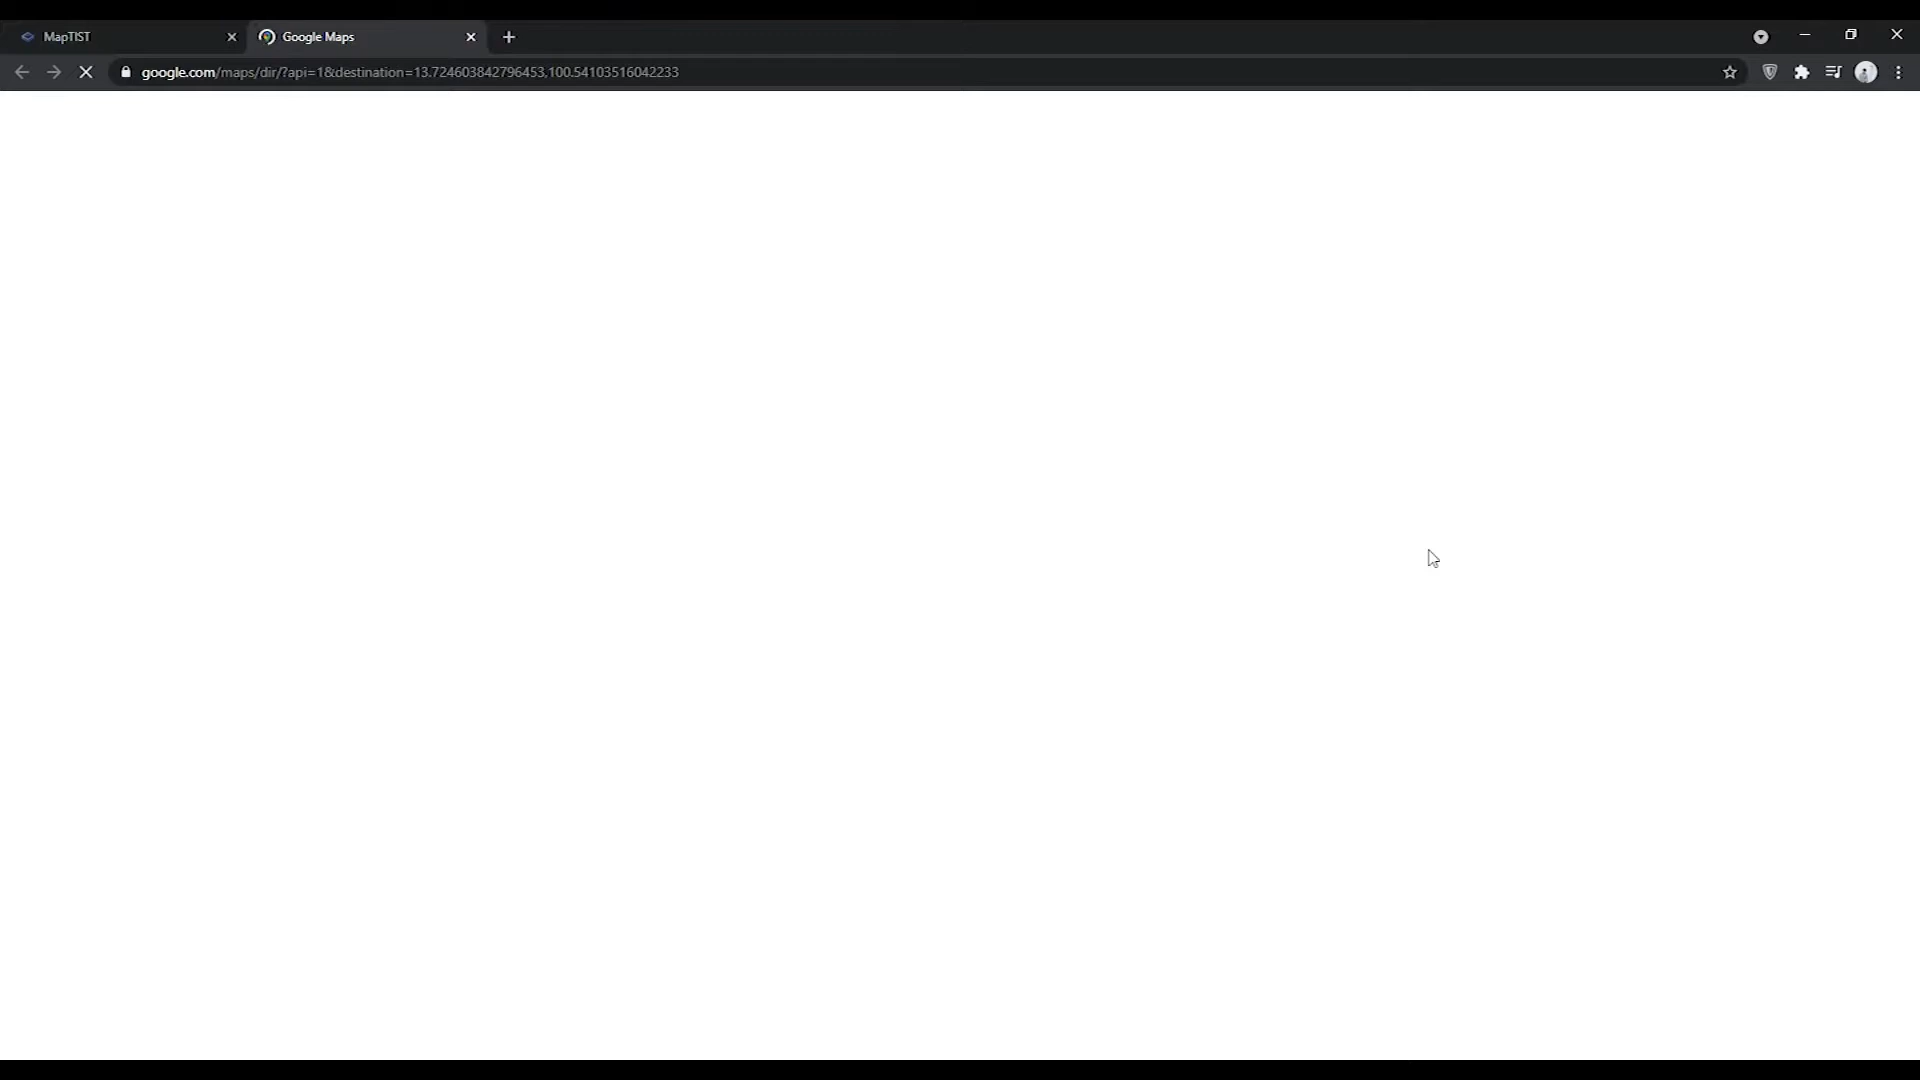 MapTIST
Google Maps
google.com/maps/dir/?api=1&destination=13.724603842796453,100.54103516042233